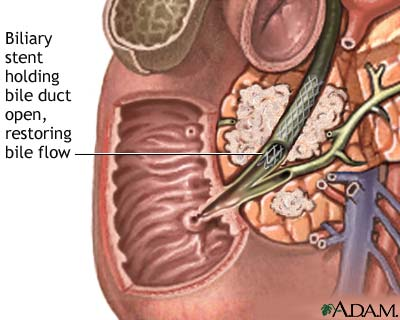 Biliary
stent
holding
bile duct
open,
restoring
bile flow
A.D.A.M.